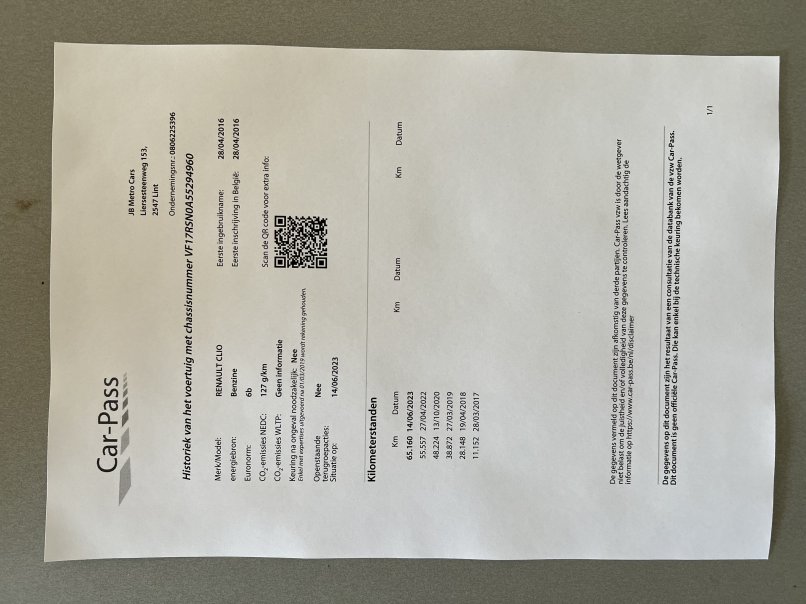 Car-Pass
JB Metro Cars
Liersesteenweg 153,
2547 Lint
Ondernemingsnr.: 0806225396
Historiek van het voertuig met chassisnummer VF17RSN0A55294960
Merk/Model: RENAULT CLIO
energiebron: Benzine
Euronorm: 6b
CO2-emissies NEDC: 127 g/km
CO2-emissies WLTP: Geen informatie
Keuring na ongeval noodzakelijk: Nee
Enkel met expertises uitgevoerd na 01/03/2019 wordt rekening gehouden.
Openstaande
terugroepacties: Nee
Situatie op: 14/06/2023
Eerste ingebruikname: 28/04/2016
Eerste inschrijving in België: 28/04/2016
Scan de QR code voor extra info:
Kilometerstanden
Km Datum Km Datum Km Datum
65.160 14/06/2023
55.557 27/04/2022
48.224 13/10/2020
38.872 27/03/2019
28.148 19/04/2018
11.152 28/03/2017
De gegevens vermeld op dit document zijn afkomstig van derde partijen. Car-Pass vzw is door de wetgever
niet belast om de juistheid en/of volledigheid van deze gegevens te controleren. Lees aandachtig de
informatie op https://www.car-pass.be/nl/disclaimer
De gegevens op dit document zijn het resultaat van een consultatie van de databank van de vzw Car-Pass.
Dit document is geen officiële Car-Pass. Die kan enkel bij de technische keuring bekomen worden.
1/1